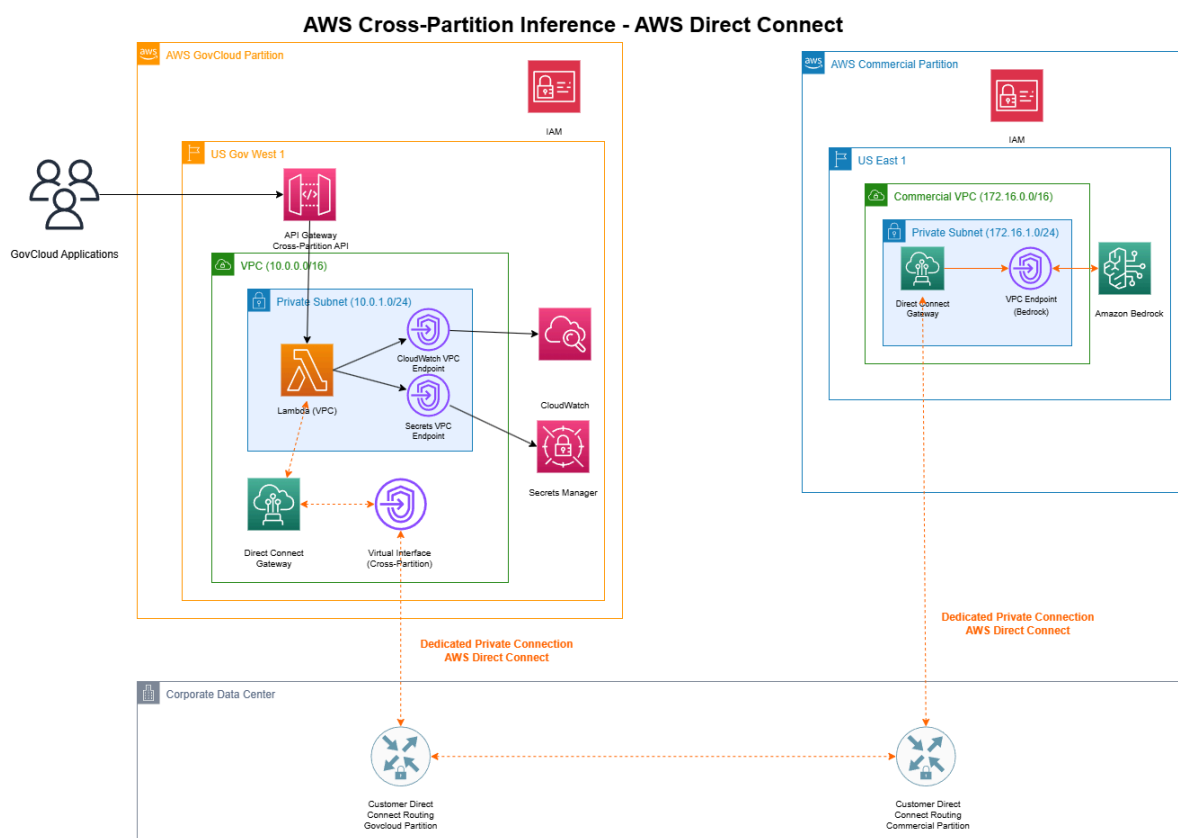 AWS Cross-Partition Inference - AWS Direct Connect
aws
AWS GovCloud Partition
IAM
US Gov West 1
GovCloud Applications
API Gateway
Cross-Partition API
VPC (10.0.0.0/16)
Private Subnet (10.0.1.0/24)
Lambda (VPC)
CloudWatch VPC
Endpoint
Secrets VPC
Endpoint
CloudWatch
Secrets Manager
Direct Connect
Gateway
Virtual Interface
(Cross-Partition)
aws
AWS Commercial Partition
IAM
US East 1
Commercial VPC (172.16.0.0/16)
Private Subnet (172.16.1.0/24)
Direct Connect
Gateway
VPC Endpoint
(Bedrock)
Amazon Bedrock
Dedicated Private Connection
AWS Direct Connect
Dedicated Private Connection
AWS Direct Connect
Corporate Data Center
Customer Direct
Connect Routing
Govcloud Partition
Customer Direct
Connect Routing
Commercial Partition